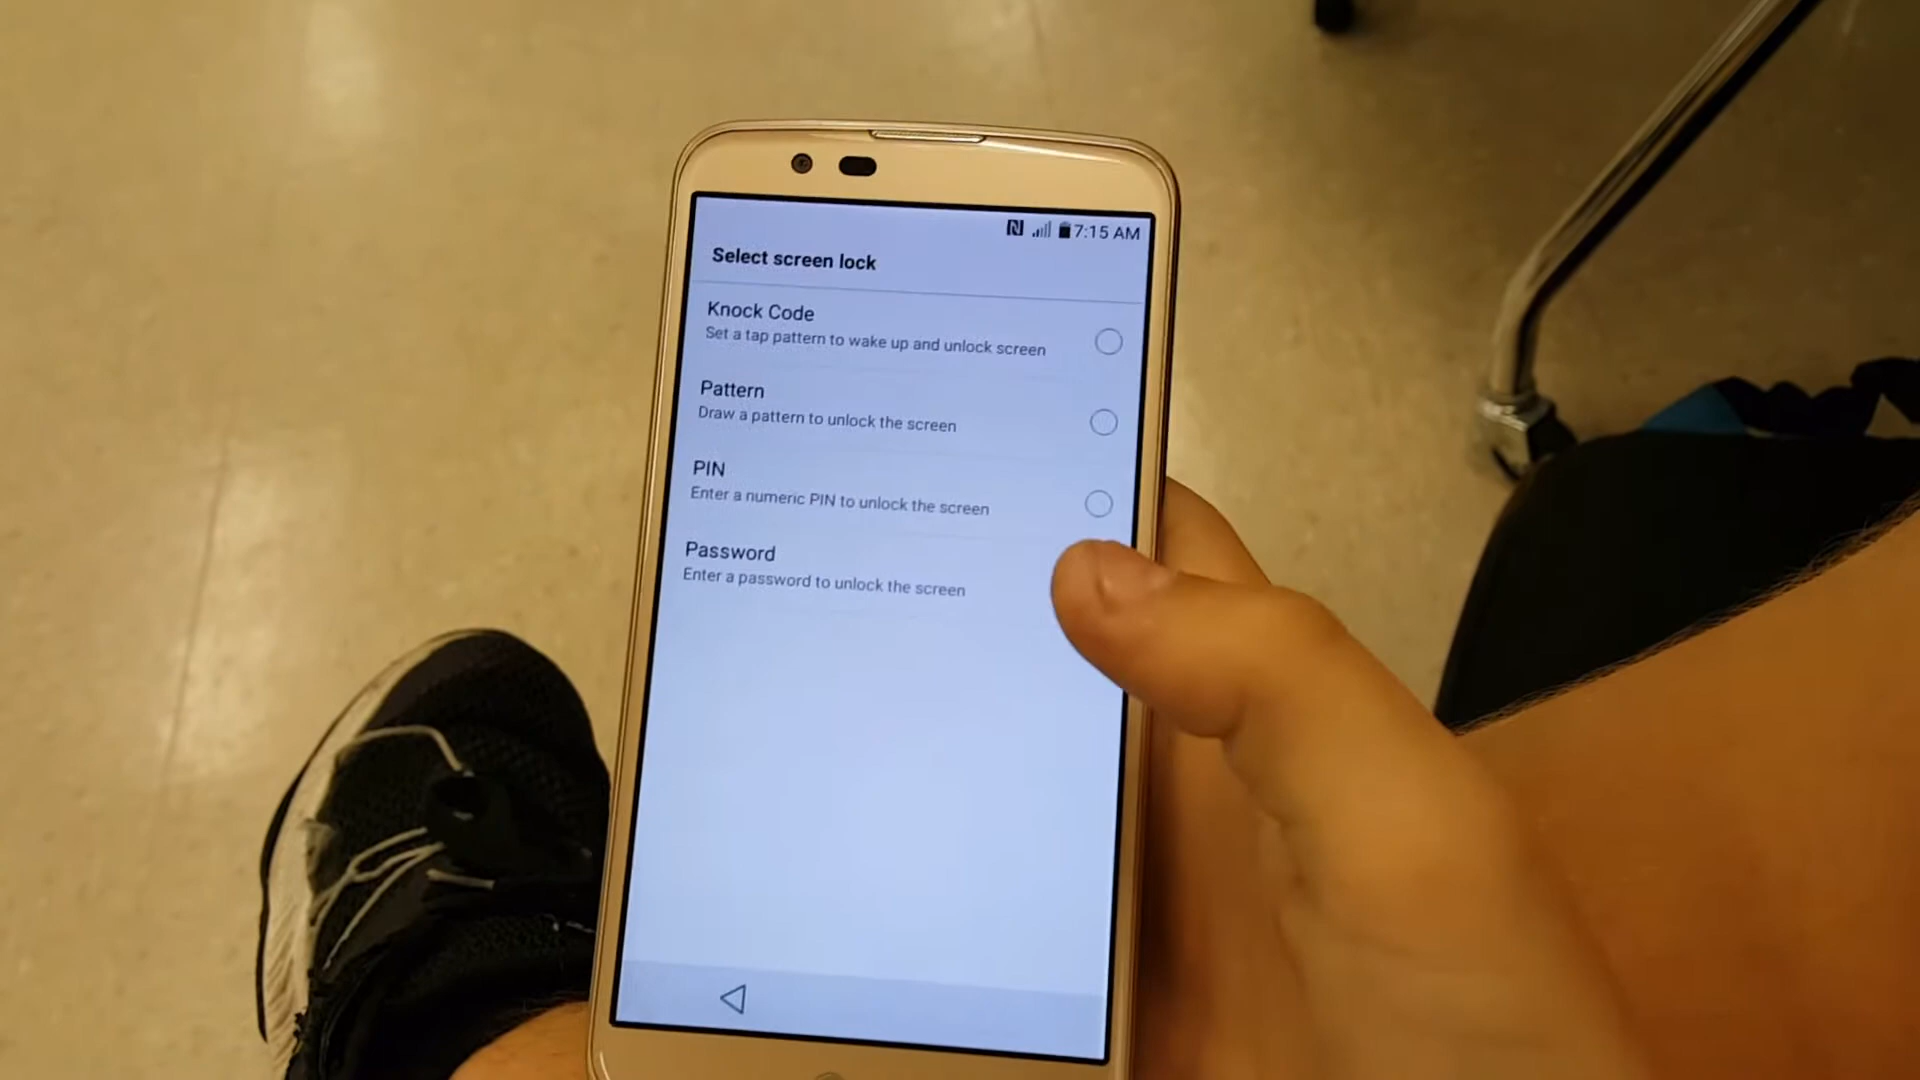 7:15 AM
Select screen lock
Knock Code
Set a tap pattern to wake up and unlock screen
Pattern
Draw a pattern to unlock the screen
PIN
Enter a numeric PIN to unlock the screen
Password
Enter a password to unlock the screen